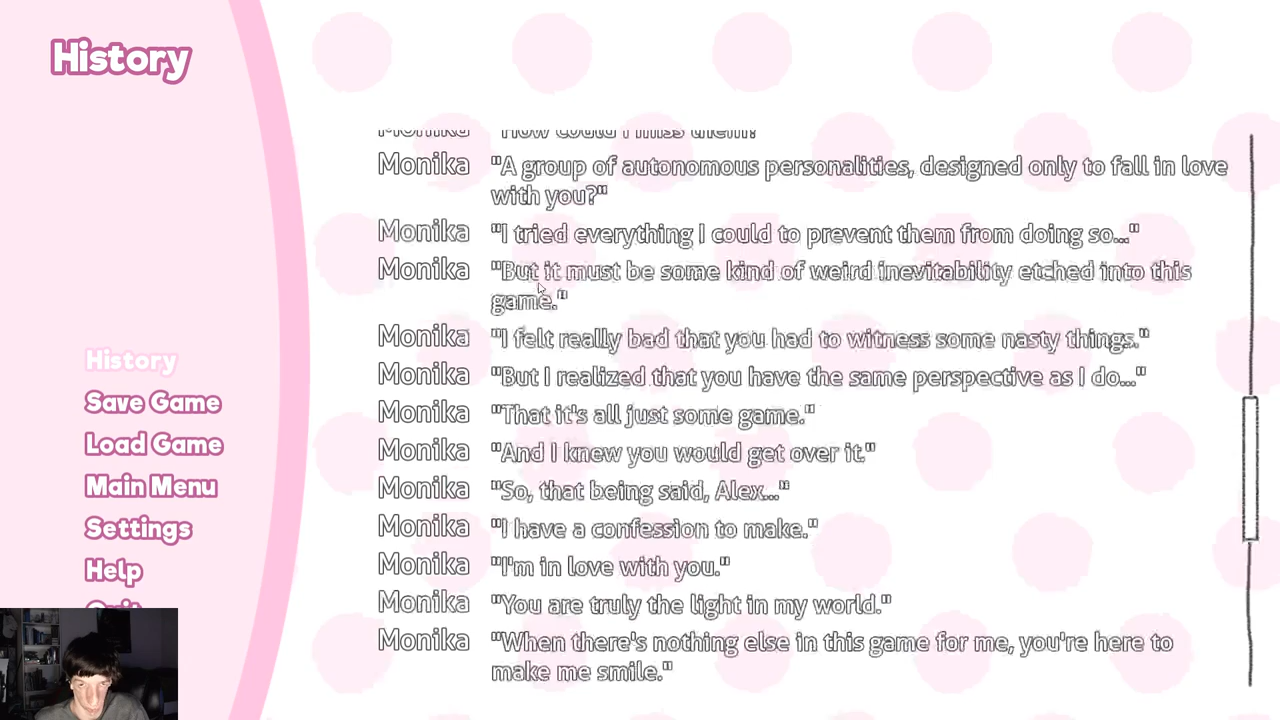 History
Monika "How could I miss them?
Monika "A group of autonomous personalities, designed only to fall in love
with you?"
Monika "I tried everything I could to prevent them from doing so..."
Monika "But it must be some kind of weird inevitability etched into this
game."
Monika "I felt really bad that you had to witness some nasty things."
Monika "But I realized that you have the same perspective as I do..."
Monika "That it's all just some game."
Monika "And I knew you would get over it."
Monika "So, that being said, Alex..."
Monika "I have a confession to make."
Monika "I'm in love with you."
Monika "You are truly the light in my world."
Monika "When there's nothing else in this game for me, you're here to
make me smile."
History
Save Game
Load Game
Main Menu
Settings
Help
Quit